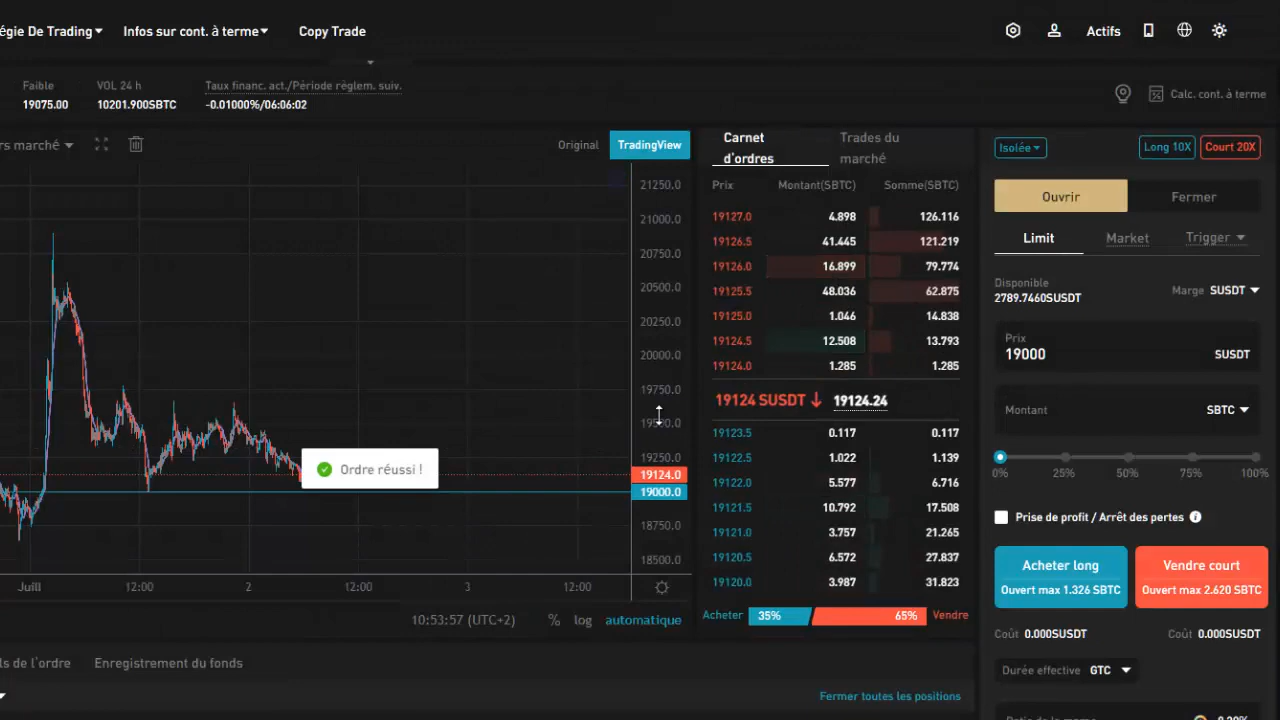 égie De Trading Infos sur cont. à terme Copy Trade Actifs
Faible VOL 24 h Taux financ. act./Période règlem. suiv.
19075.00 10201.900SBTC -0.01000%/06:06:02
Calc. cont. à terme
rs marché Original TradingView
Carnet d'ordres
Trades du marché
Isolée Long 10X Court 20X
Prix Montant(SBTC) Somme(SBTC)
19127.0 4.898 126.116
19126.5 41.445 121.219
19126.0 16.899 79.774
19125.5 48.036 62.875
19125.0 1.046 14.838
19124.5 12.508 13.793
19124.0 1.285 1.285
19124 SUSDT 19124.24
19123.5 0.117 0.117
19122.5 1.022 1.139
19122.0 5.577 6.716
19121.5 10.792 17.508
19121.0 3.757 21.265
19120.5 6.572 27.837
19120.0 3.987 31.823
Acheter 35% 65% Vendre
21250.0
21000.0
20750.0
20500.0
20250.0
20000.0
19750.0
19500.0
19250.0
19124.0
19000.0
18750.0
18500.0
Ordre réussi !
Juill 12:00 2 12:00 3 12:00
10:53:57 (UTC+2) % log automatique
ls de l'ordre Enregistrement du fonds
Fermer toutes les positions
Ouvrir Fermer
Limit Market Trigger
Disponible
2789.7460SUSDT Marge SUSDT
Prix
19000 SUSDT
Montant SBTC
0% 25% 50% 75% 100%
Prise de profit / Arrêt des pertes
Acheter long Vendre court
Ouvert max 1.326 SBTC Ouvert max 2.620 SBTC
Coût 0.000SUSDT Coût 0.000SUSDT
Durée effective GTC